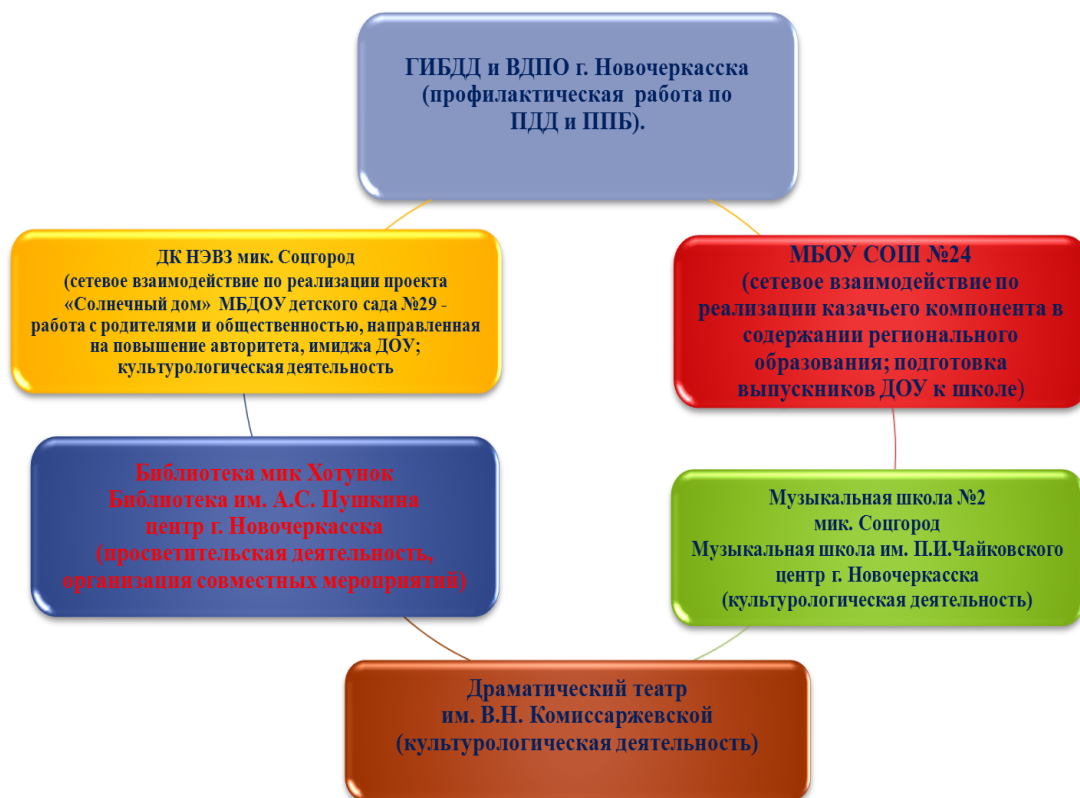 ГИБДД и ВДПО г. Новочеркасска
(профилактическая работа по
ПДД и ППБ).
ДК НЭВЗ мик. Соцгород
(сетевое взаимодействие по реализации проекта
«Солнечный дом» МБДОУ детского сада №29 -
работа с родителями и общественностью, направленная
на повышение авторитета, имиджа ДОУ;
культурологическая деятельность
МБОУ СОШ №24
(сетевое взаимодействие по
реализации казачьего компонента в
содержании регионального
образования; подготовка
выпускников ДОУ к школе)
Библиотека мик Хотунок
Библиотека им. А.С. Пушкина
центр г. Новочеркасска
(просветительская деятельность,
организация совместных мероприятий)
Музыкальная школа №2
мик. Соцгород
Музыкальная школа им. П.И.Чайковского
центр г. Новочеркасска
(культурологическая деятельность)
Драматический театр
им. В.Н. Комиссаржевской
(культурологическая деятельность)